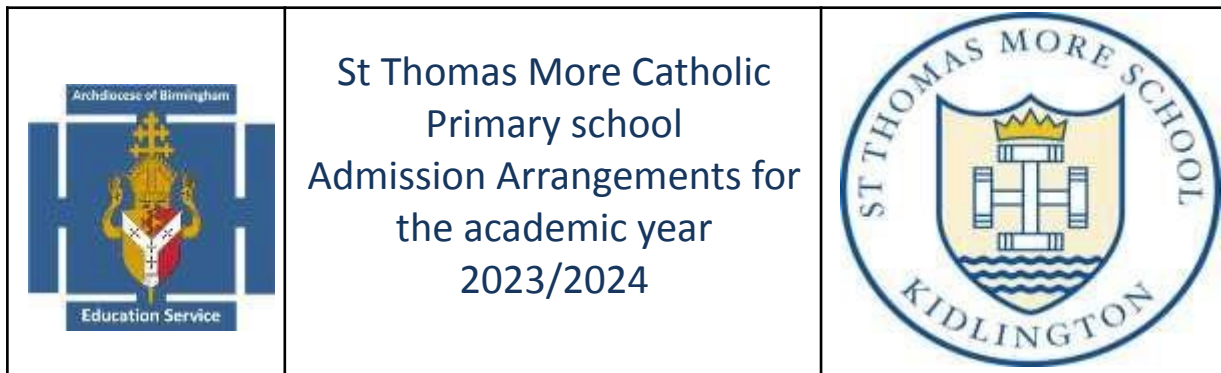 Archdiocese of Birmingham
Education Service
St Thomas More Catholic
Primary school
Admission Arrangements for
the academic year
2023/2024
ST THOMAS MORE SCHOOL
KIDLINGTON